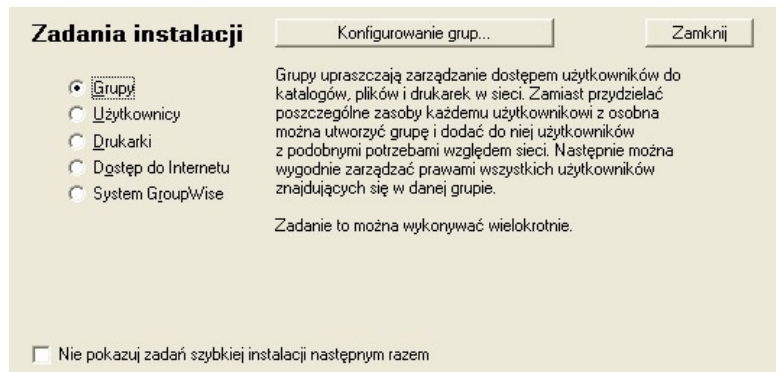 Zadania instalacji
Konfigurowanie grup...
Zamknij
Grupy
Użytkownicy
Drukarki
Dostęp do Internetu
System GroupWise
Grupy upraszczają zarządzanie dostępem użytkowników do
katalogów, plików i drukarek w sieci. Zamiast przydzielać
poszczególne zasoby każdemu użytkownikowi z osobna
można utworzyć grupę i dodać do niej użytkowników
z podobnymi potrzebami względem sieci. Następnie można
wygodnie zarządzać prawami wszystkich użytkowników
znajdujących się w danej grupie.
Zadanie to można wykonywać wielokrotnie.
Nie pokazuj zadań szybkiej instalacji następnym razem